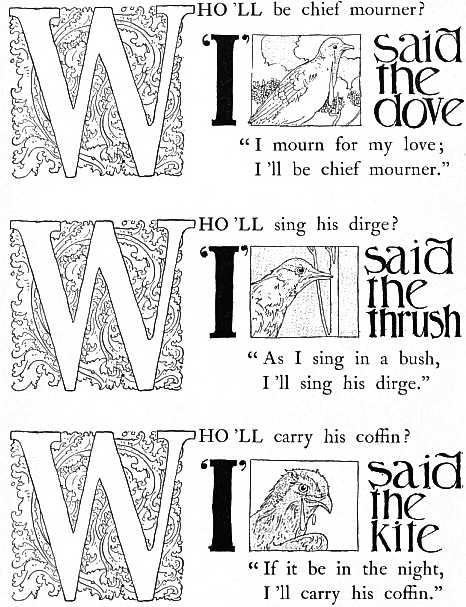 WHO 'LL be chief mourner?
'I'
said
the
dove
“ I mourn for my love;
I 'll be chief mourner.”
WHO 'LL sing his dirge?
'I'
said
the
thrush
“ As I sing in a bush,
I 'll sing his dirge.”
WHO 'LL carry his coffin?
'I'
said
the
kite
“ If it be in the night,
I 'll carry his coffin.”